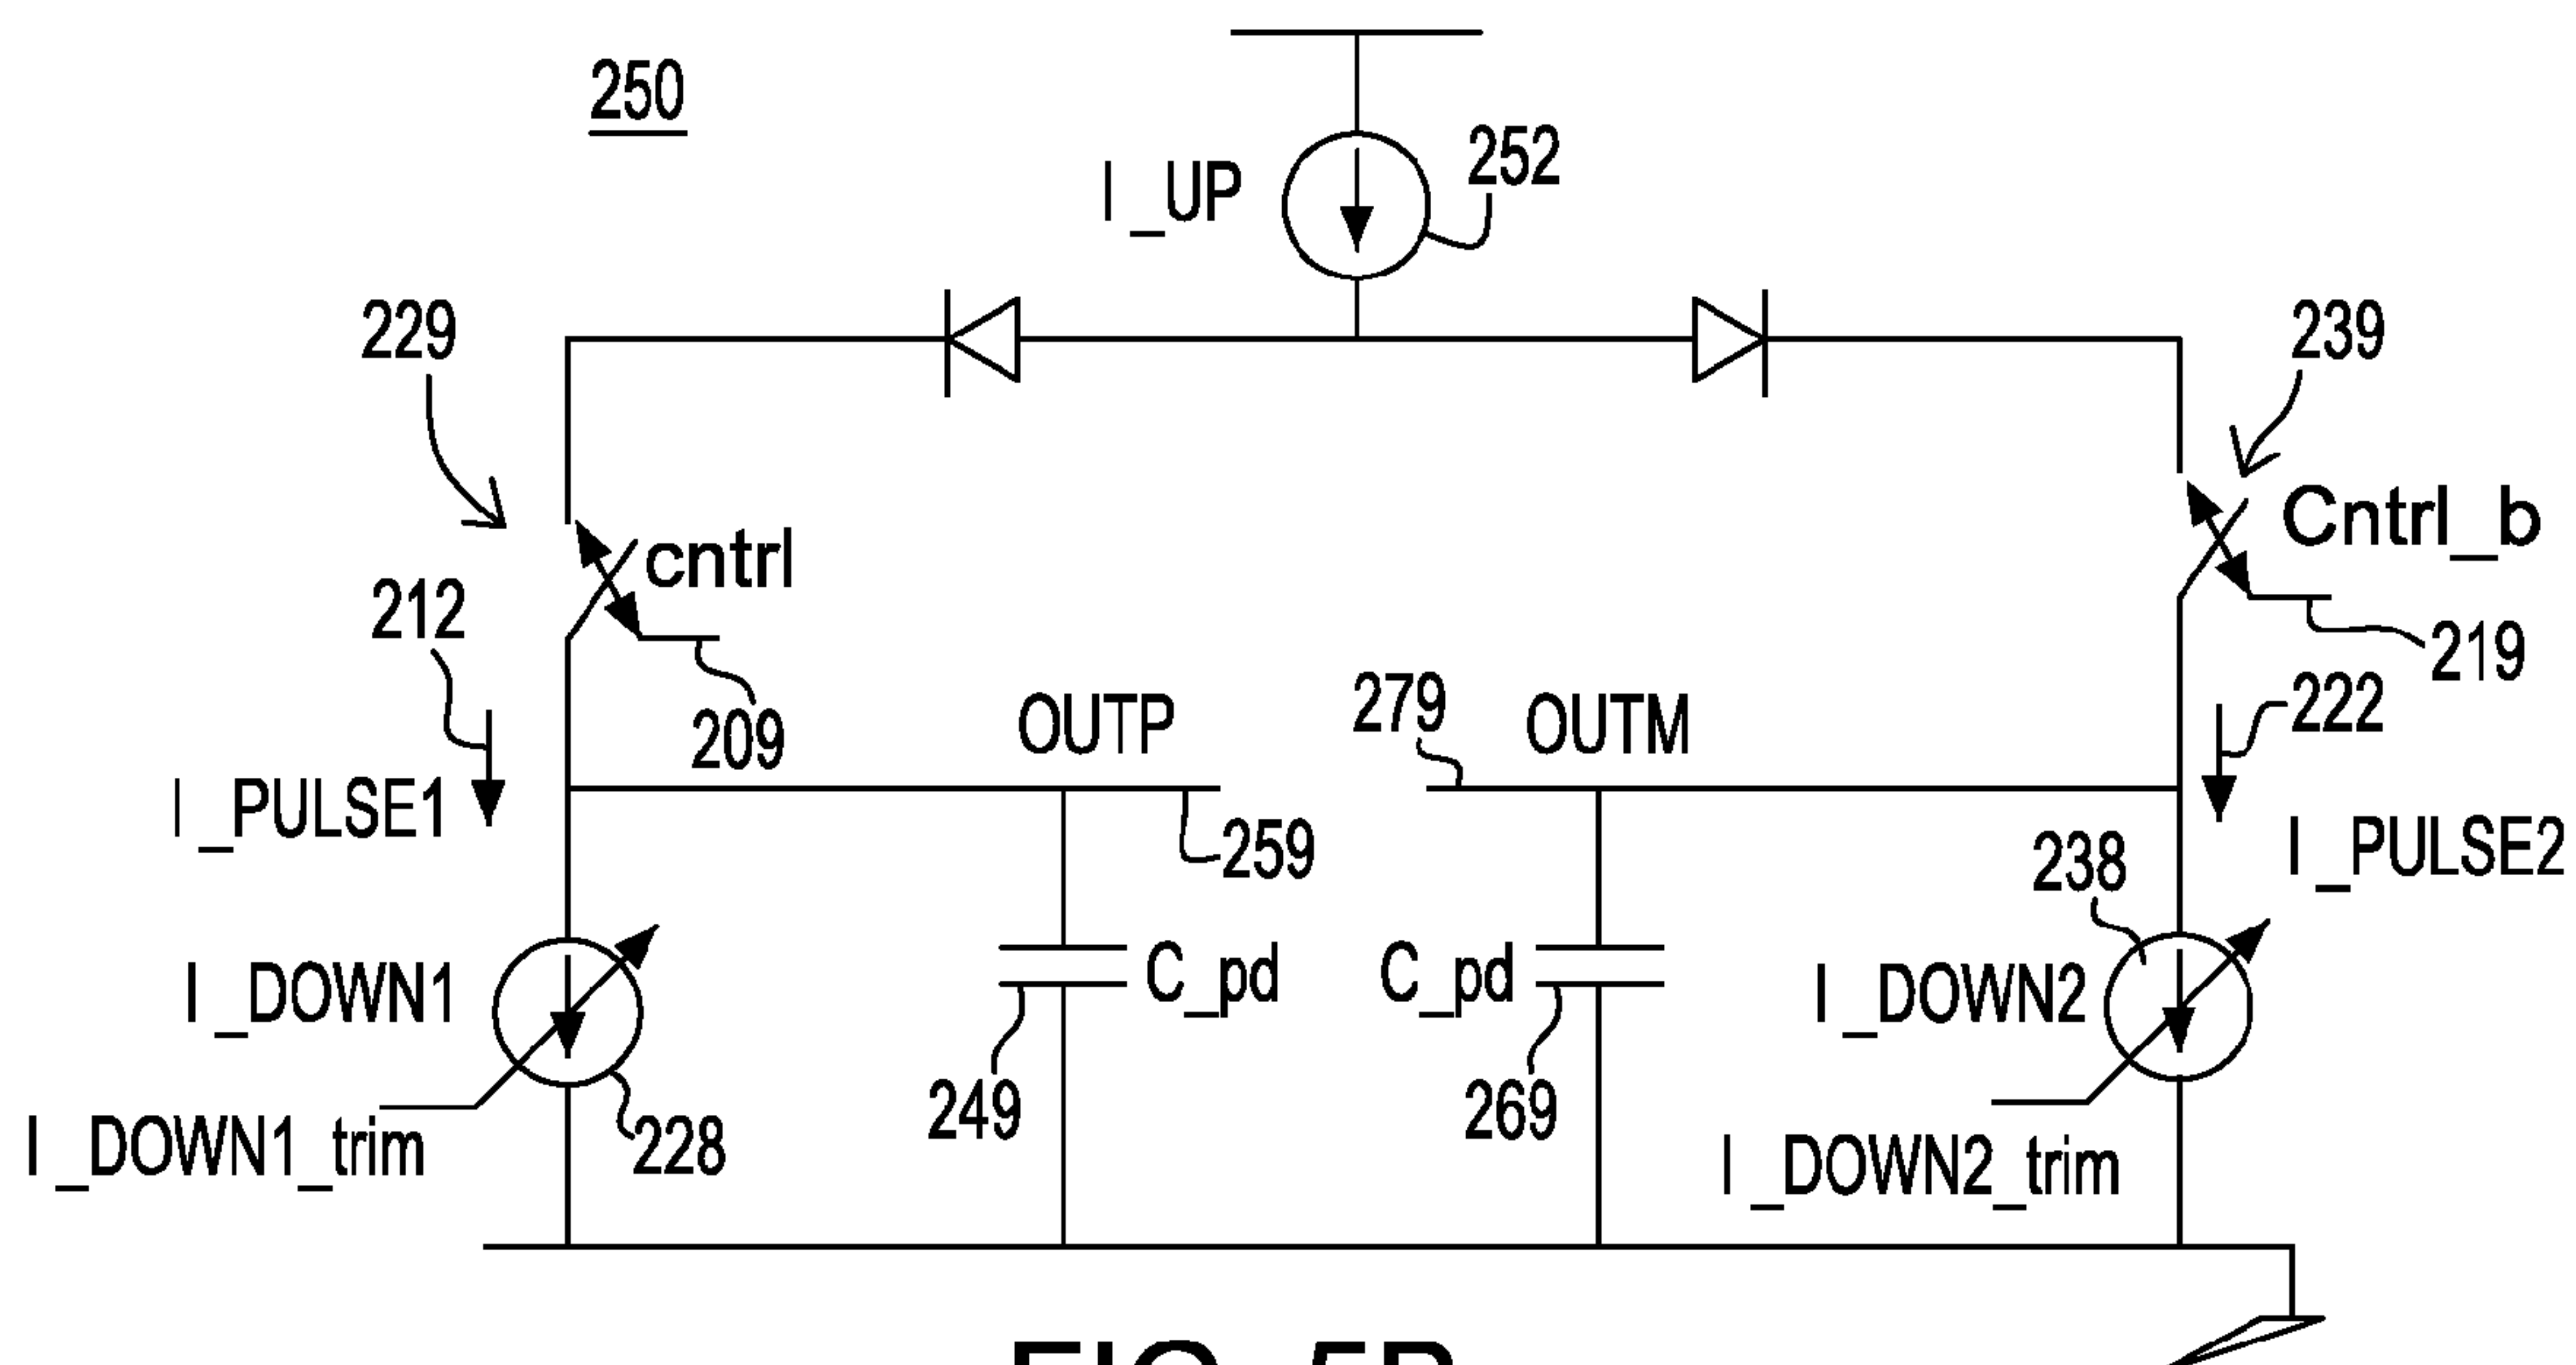 250
I_UP
252
229
239
cntrl
Cntrl_b
212
209
219
OUTP
279
OUTM
222
I_PULSE1
259
238
I_PULSE2
I_DOWN1
C_pd
C_pd
I_DOWN2
249
269
I_DOWN1_trim
228
I_DOWN2_trim